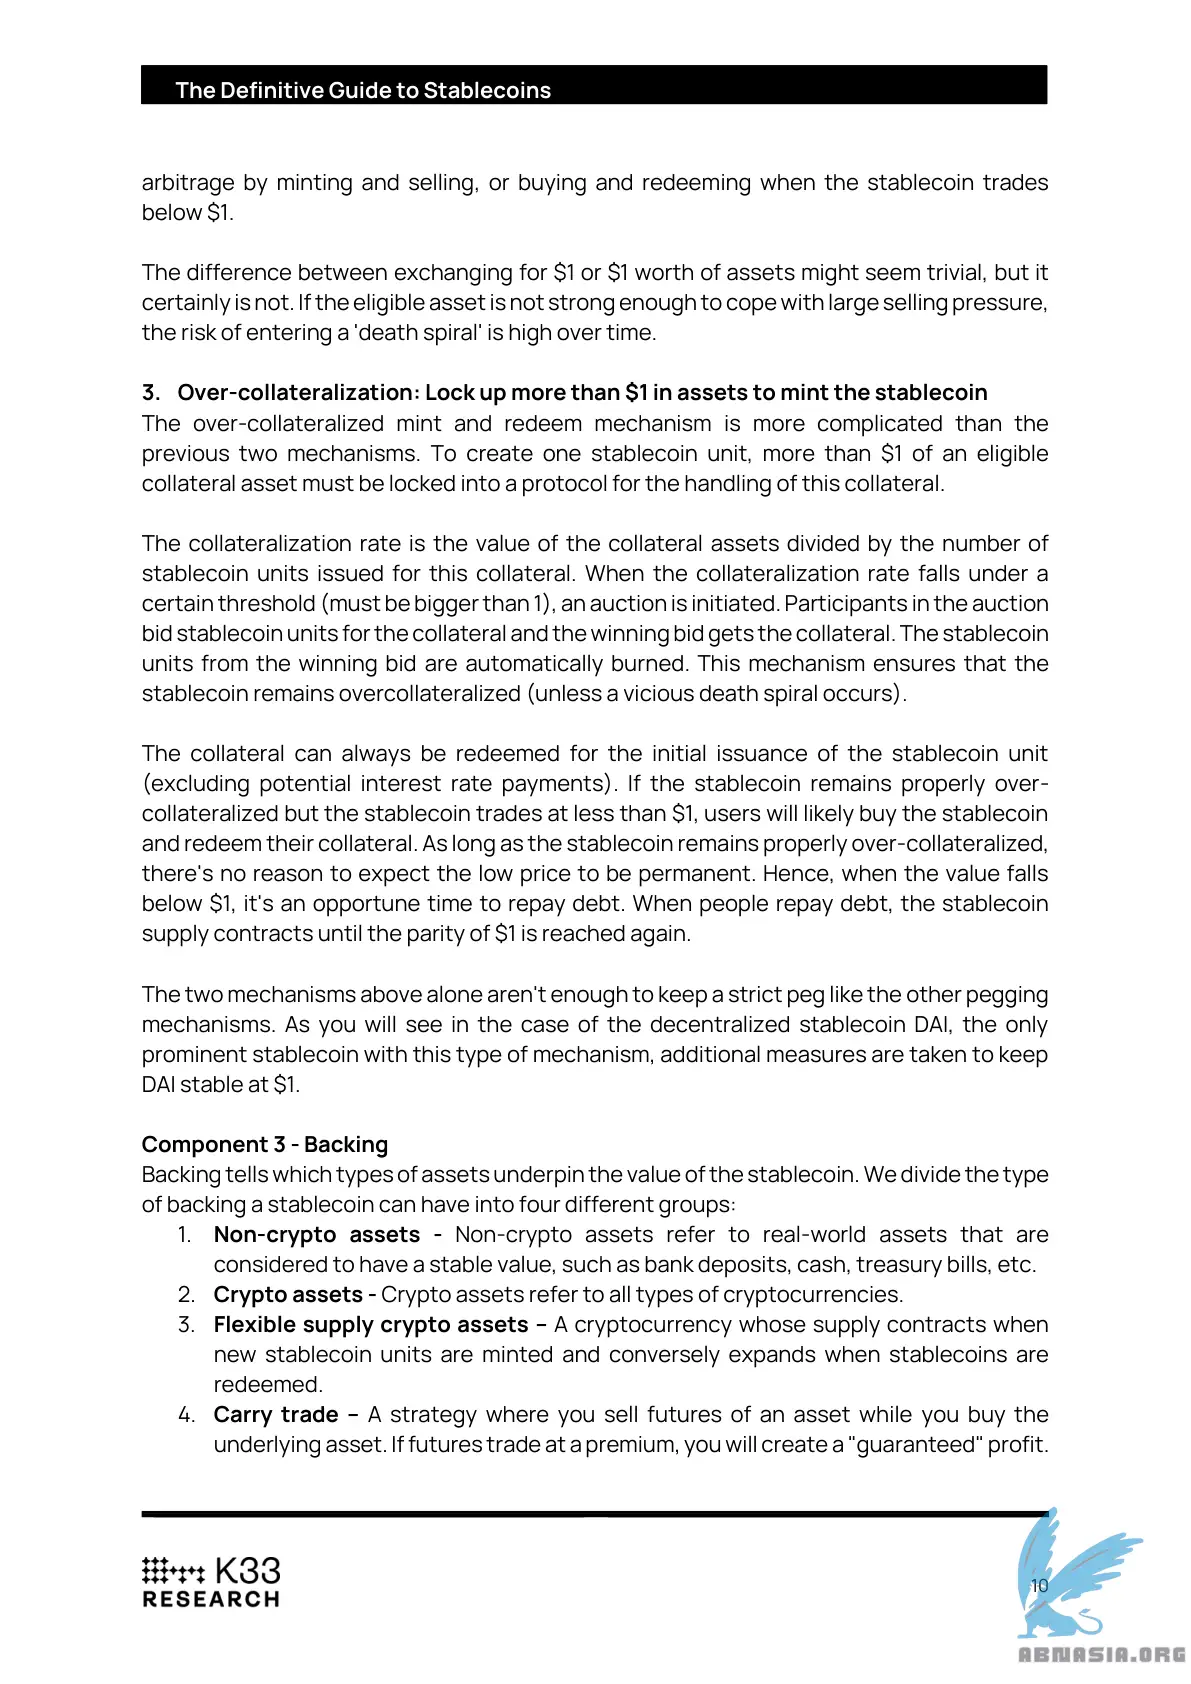 The Definitive Guide to Stablecoins
arbitrage by minting and selling, or buying and redeeming when the stablecoin trades
below $1.
The difference between exchanging for $1 or $1 worth of assets might seem trivial, but it
certainly is not. If the eligible asset is not strong enough to cope with large selling pressure,
the risk of entering a 'death spiral' is high over time.
3. Over-collateralization: Lock up more than $1 in assets to mint the stablecoin
The over-collateralized mint and redeem mechanism is more complicated than the
previous two mechanisms. To create one stablecoin unit, more than $1 of an eligible
collateral asset must be locked into a protocol for the handling of this collateral.
The collateralization rate is the value of the collateral assets divided by the number of
stablecoin units issued for this collateral. When the collateralization rate falls under a
certain threshold (must be bigger than 1), an auction is initiated. Participants in the auction
bid stablecoin units for the collateral and the winning bid gets the collateral. The stablecoin
units from the winning bid are automatically burned. This mechanism ensures that the
stablecoin remains overcollateralized (unless a vicious death spiral occurs).
The collateral can always be redeemed for the initial issuance of the stablecoin unit
(excluding potential interest rate payments). If the stablecoin remains properly over-
collateralized but the stablecoin trades at less than $1, users will likely buy the stablecoin
and redeem their collateral. As long as the stablecoin remains properly over-collateralized,
there's no reason to expect the low price to be permanent. Hence, when the value falls
below $1, it's an opportune time to repay debt. When people repay debt, the stablecoin
supply contracts until the parity of $1 is reached again.
The two mechanisms above alone aren't enough to keep a strict peg like the other pegging
mechanisms. As you will see in the case of the decentralized stablecoin DAI, the only
prominent stablecoin with this type of mechanism, additional measures are taken to keep
DAI stable at $1.
Component 3 - Backing
Backing tells which types of assets underpin the value of the stablecoin. We divide the type
of backing a stablecoin can have into four different groups:
1. Non-crypto assets - Non-crypto assets refer to real-world assets that are
considered to have a stable value, such as bank deposits, cash, treasury bills, etc.
2. Crypto assets - Crypto assets refer to all types of cryptocurrencies.
3. Flexible supply crypto assets – A cryptocurrency whose supply contracts when
new stablecoin units are minted and conversely expands when stablecoins are
redeemed.
4. Carry trade – A strategy where you sell futures of an asset while you buy the
underlying asset. If futures trade at a premium, you will create a "guaranteed" profit.
K33
RESEARCH
10
ABNASIA.ORG